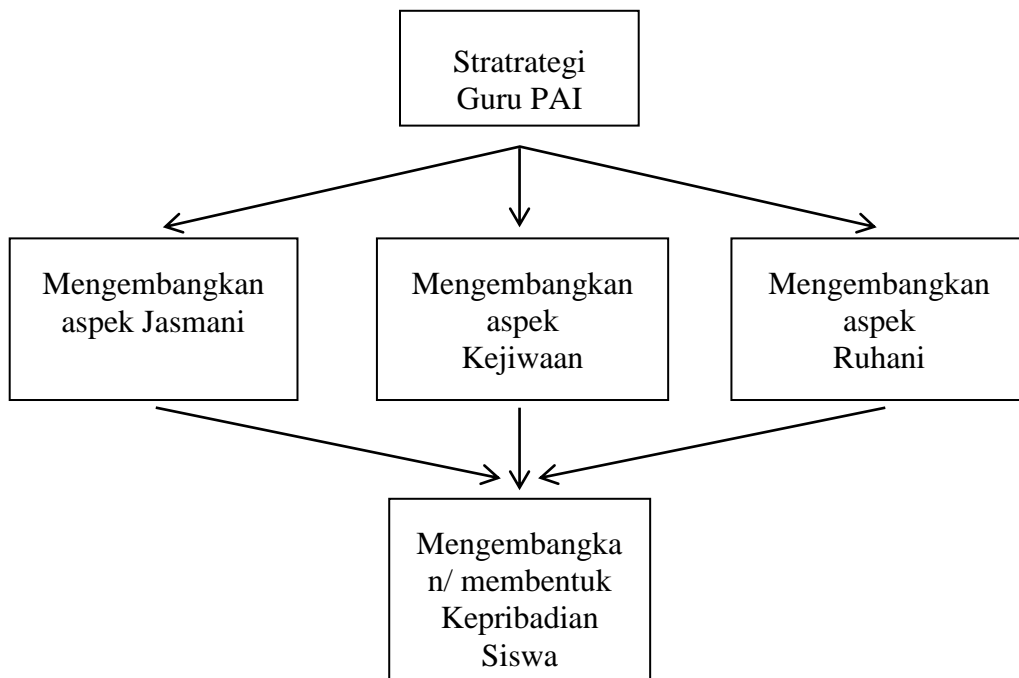 Stratrategi
Guru PAI
Mengembangkan
aspek Jasmani
Mengembangkan
aspek
Kejiwaan
Mengembangkan
aspek
Ruhani
Mengembangka
n/ membentuk
Kepribadian
Siswa